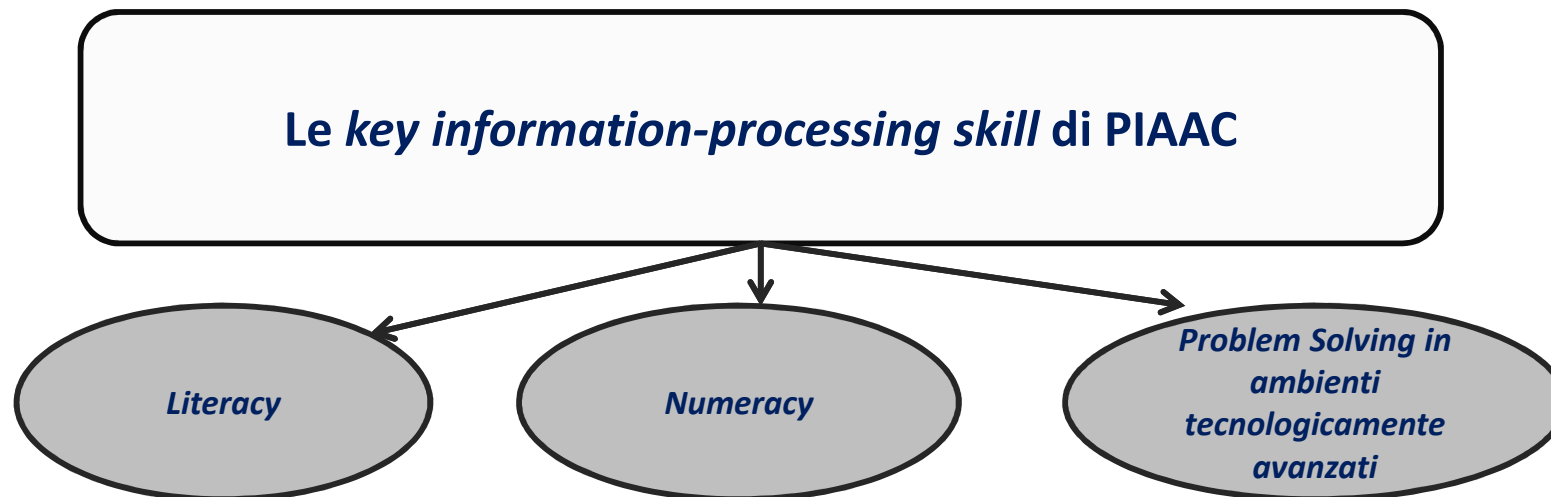 Le key information-processing skill di PIAAC
Literacy
Numeracy
Problem Solving in
ambienti
tecnologicamente
avanzati